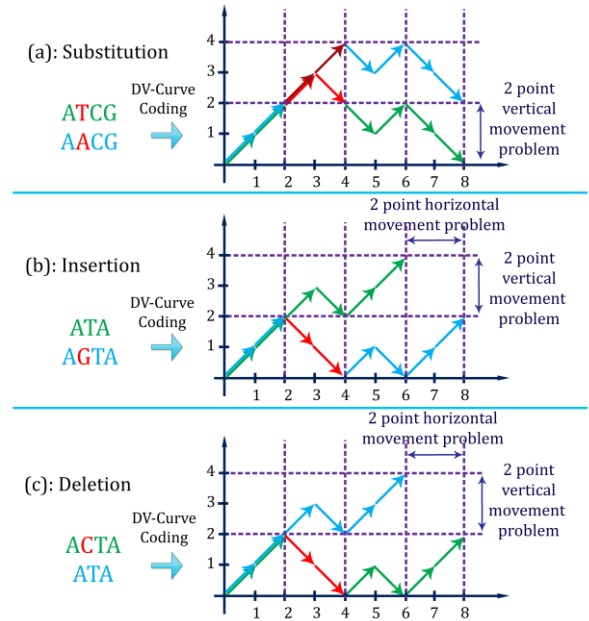 (a): Substitution
DV-Curve
Coding
ATCG
AACG
4
3
2
1
1 2 3 4 5 6 7 8
2 point
vertical
movement
problem
2 point horizontal
movement problem
(b): Insertion
DV-Curve
Coding
ATA
AGTA
4
3
2
1
1 2 3 4 5 6 7 8
2 point
vertical
movement
problem
2 point horizontal
movement problem
(c): Deletion
DV-Curve
Coding
ACTA
ATA
4
3
2
1
1 2 3 4 5 6 7 8
2 point
vertical
movement
problem